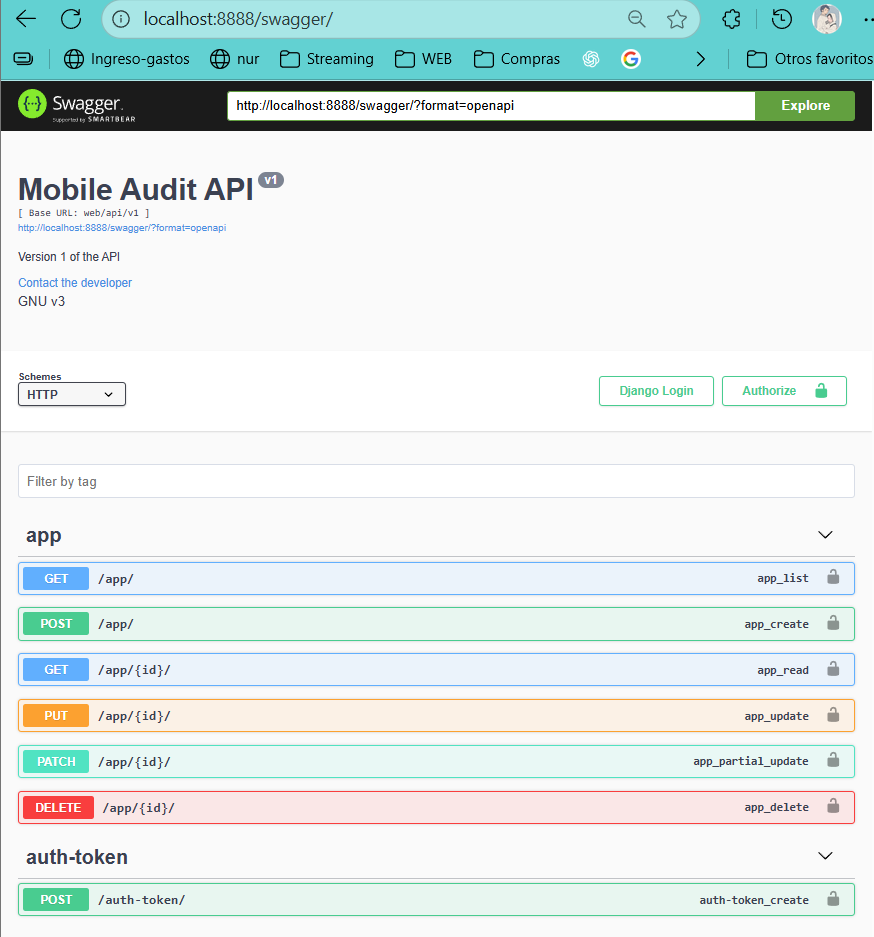 localhost:8888/swagger/
Ingreso-gastos nur Streaming WEB Compras Otros favoritos
Swagger. http://localhost:8888/swagger/?format=openapi Explore
Supported by SMARTBEAR
Mobile Audit API v1
[ Base URL: web/api/v1 ]
http://localhost:8888/swagger/?format=openapi
Version 1 of the API
Contact the developer
GNU v3
Schemes
HTTP Django Login Authorize
Filter by tag
app
GET /app/ app_list
POST /app/ app_create
GET /app/{id}/ app_read
PUT /app/{id}/ app_update
PATCH /app/{id}/ app_partial_update
DELETE /app/{id}/ app_delete
auth-token
POST /auth-token/ auth-token_create